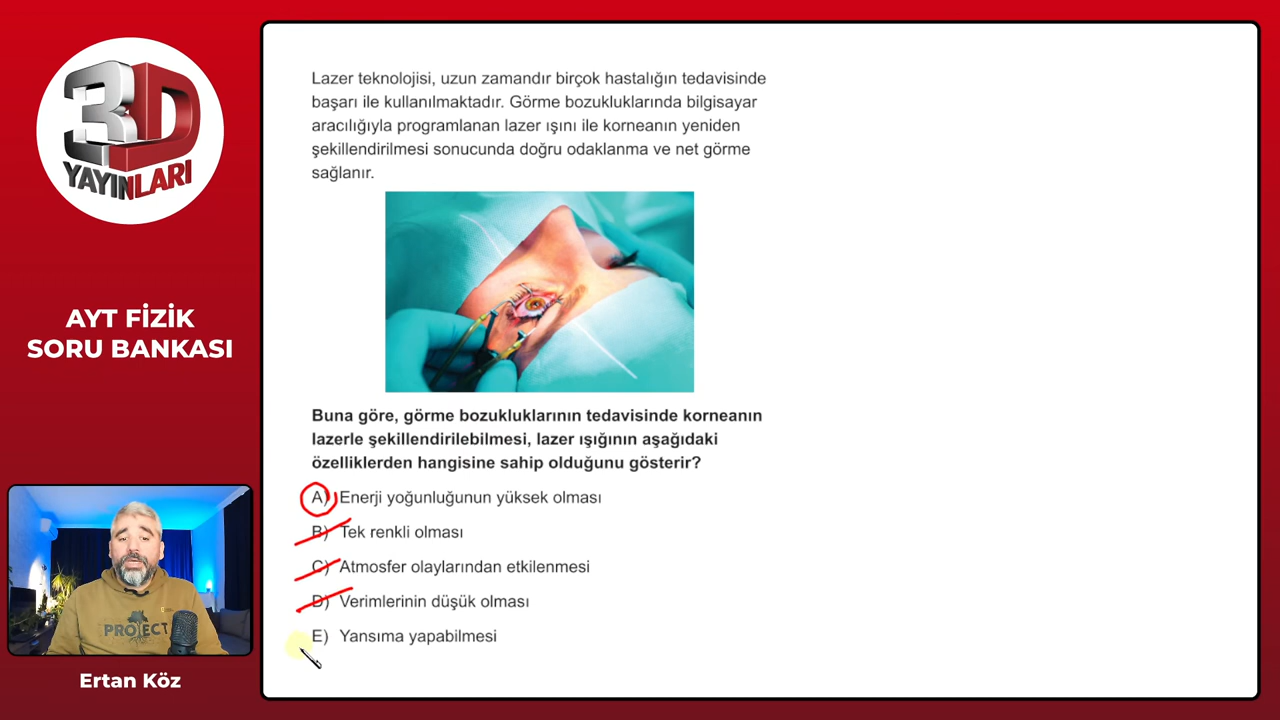 3D
YAYINLARI
AYT FİZİK
SORU BANKASI
Lazer teknolojisi, uzun zamandır birçok hastalığın tedavisinde
başarı ile kullanılmaktadır. Görme bozukluklarında bilgisayar
aracılığıyla programlanan lazer ışını ile korneanın yeniden
şekillendirilmesi sonucunda doğru odaklanma ve net görme
sağlanır.
Buna göre, görme bozukluklarının tedavisinde korneanın
lazerle şekillendirilebilmesi, lazer ışığının aşağıdaki
özelliklerden hangisine sahip olduğunu gösterir?
A) Enerji yoğunluğunun yüksek olması
B) Tek renkli olması
C) Atmosfer olaylarından etkilenmesi
D) Verimlerinin düşük olması
E) Yansıma yapabilmesi
PROJECT
Ertan Köz